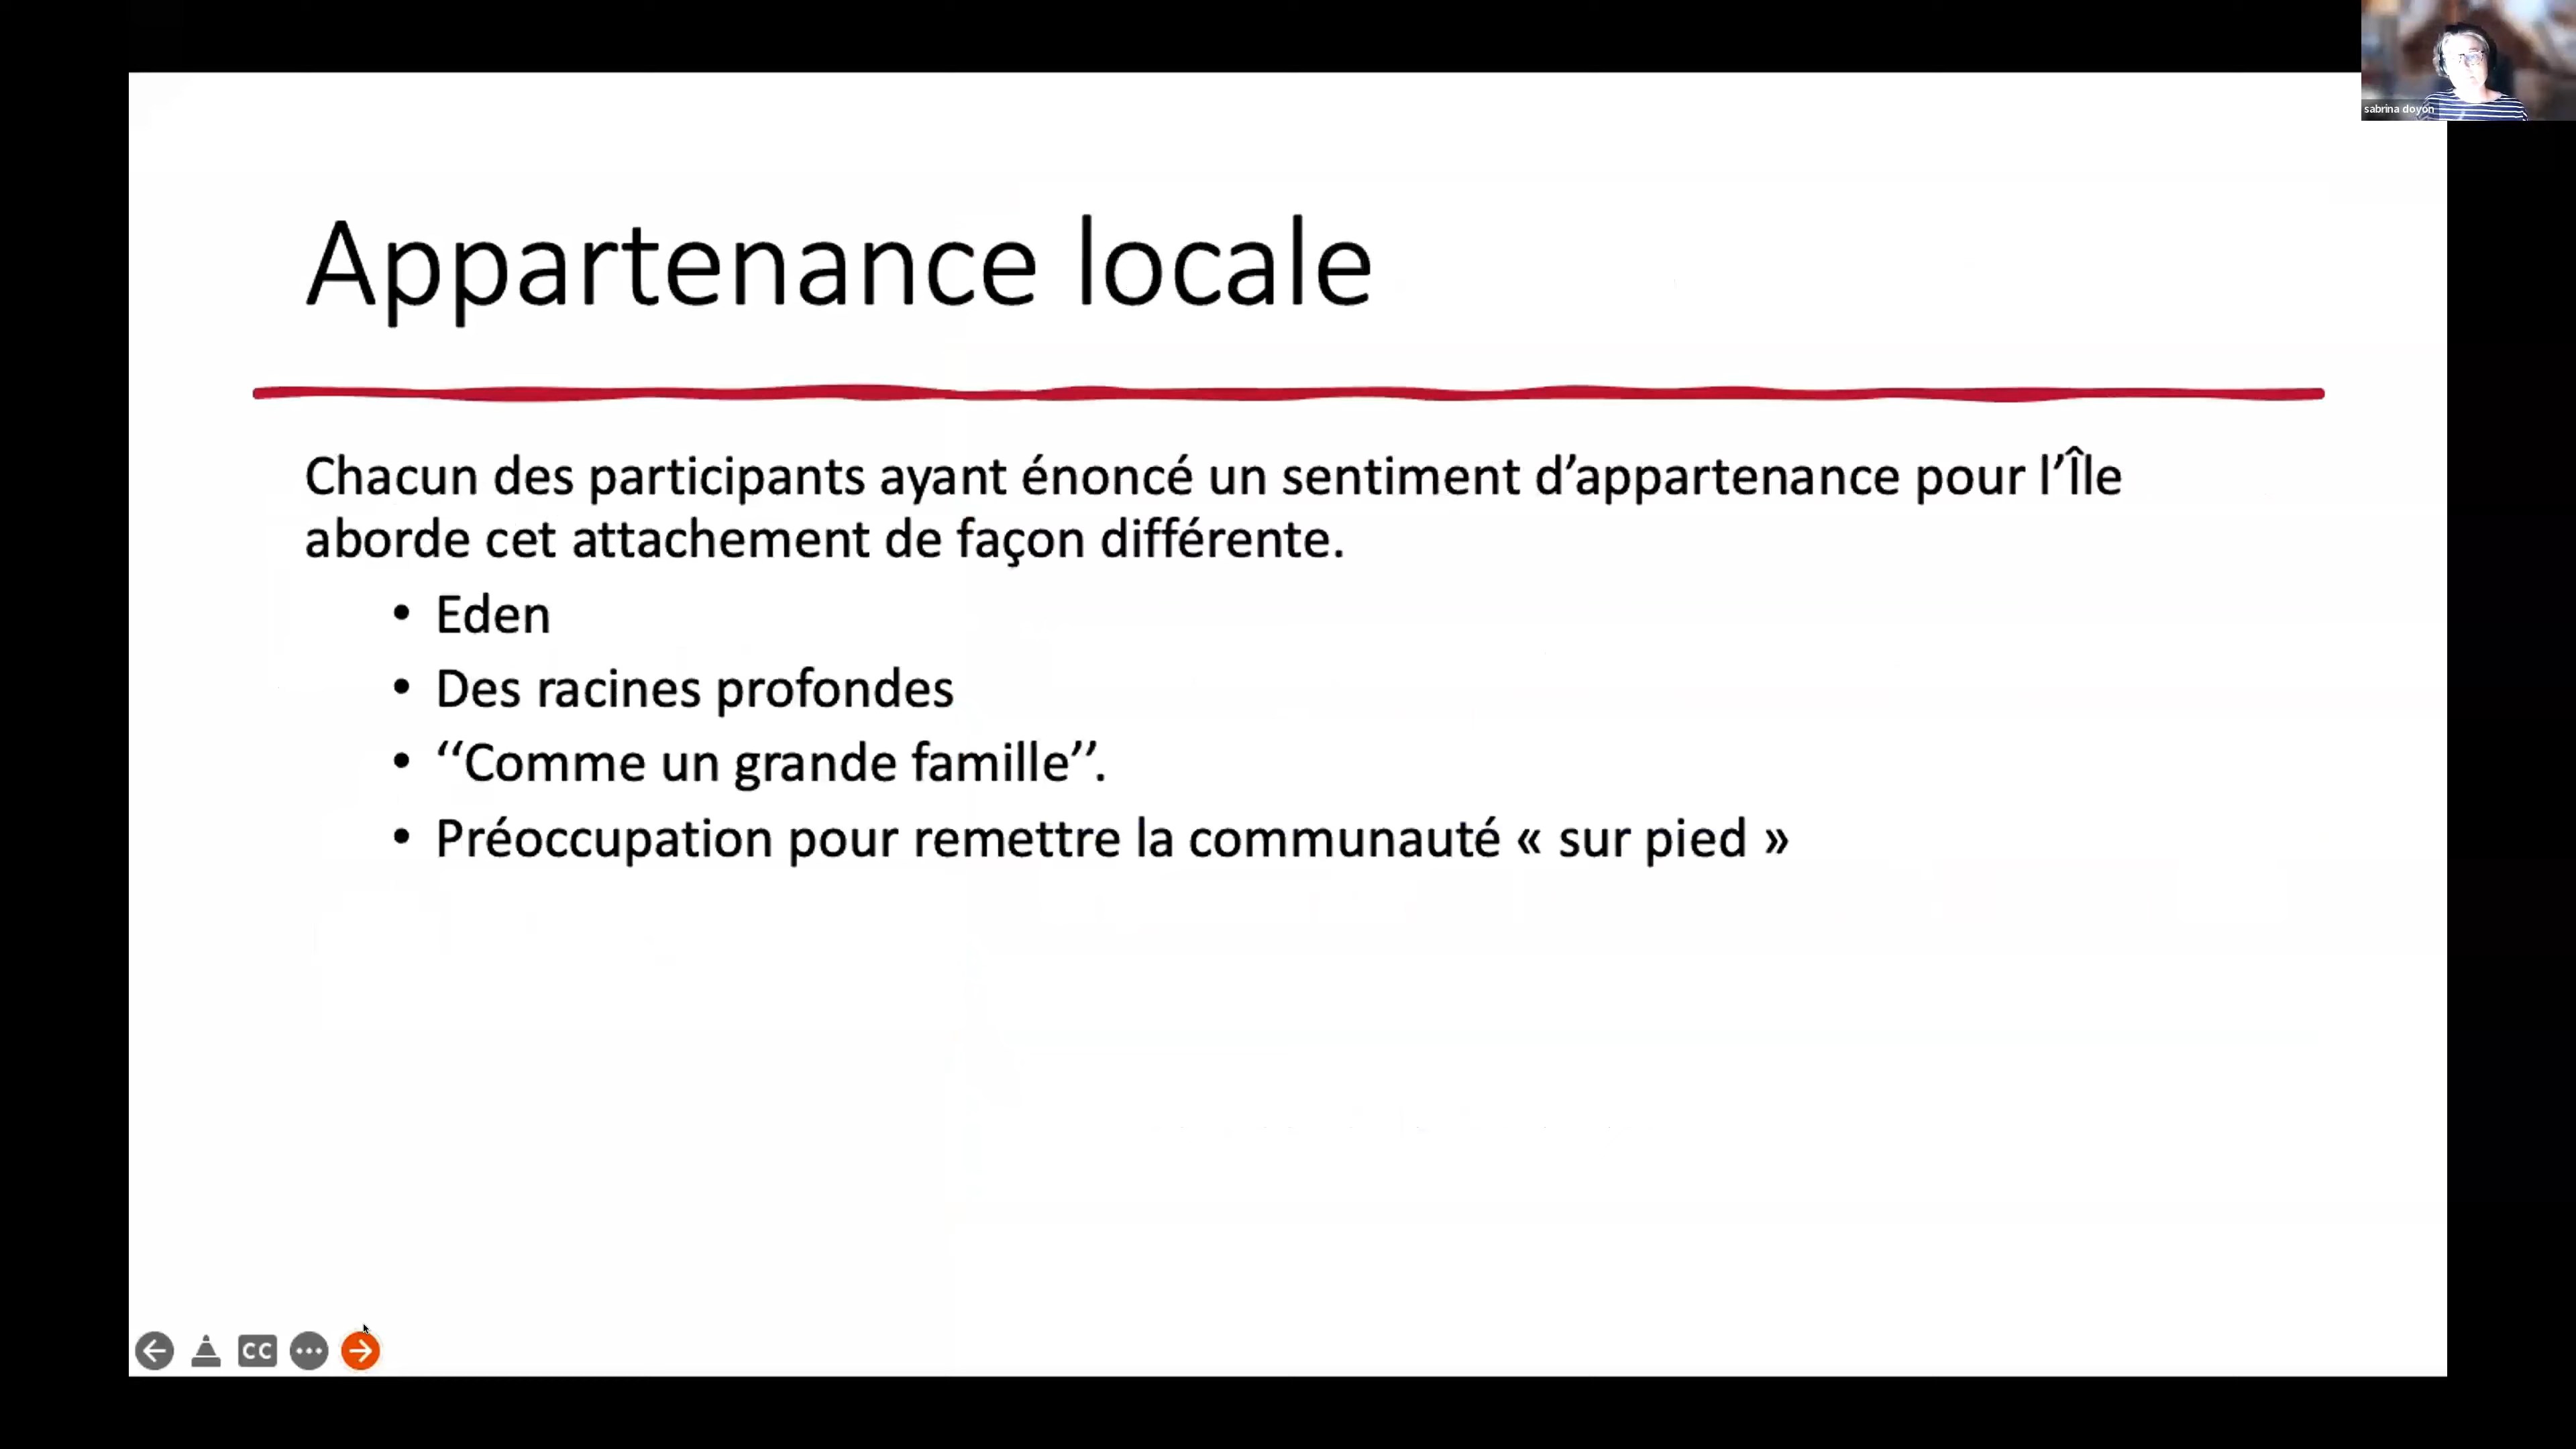 sabrina doyon
Appartenance locale
Chacun des participants ayant énoncé un sentiment d’appartenance pour l’Île
aborde cet attachement de façon différente.
• Eden
• Des racines profondes
• ‘‘Comme un grande famille’’.
• Préoccupation pour remettre la communauté « sur pied »
CC